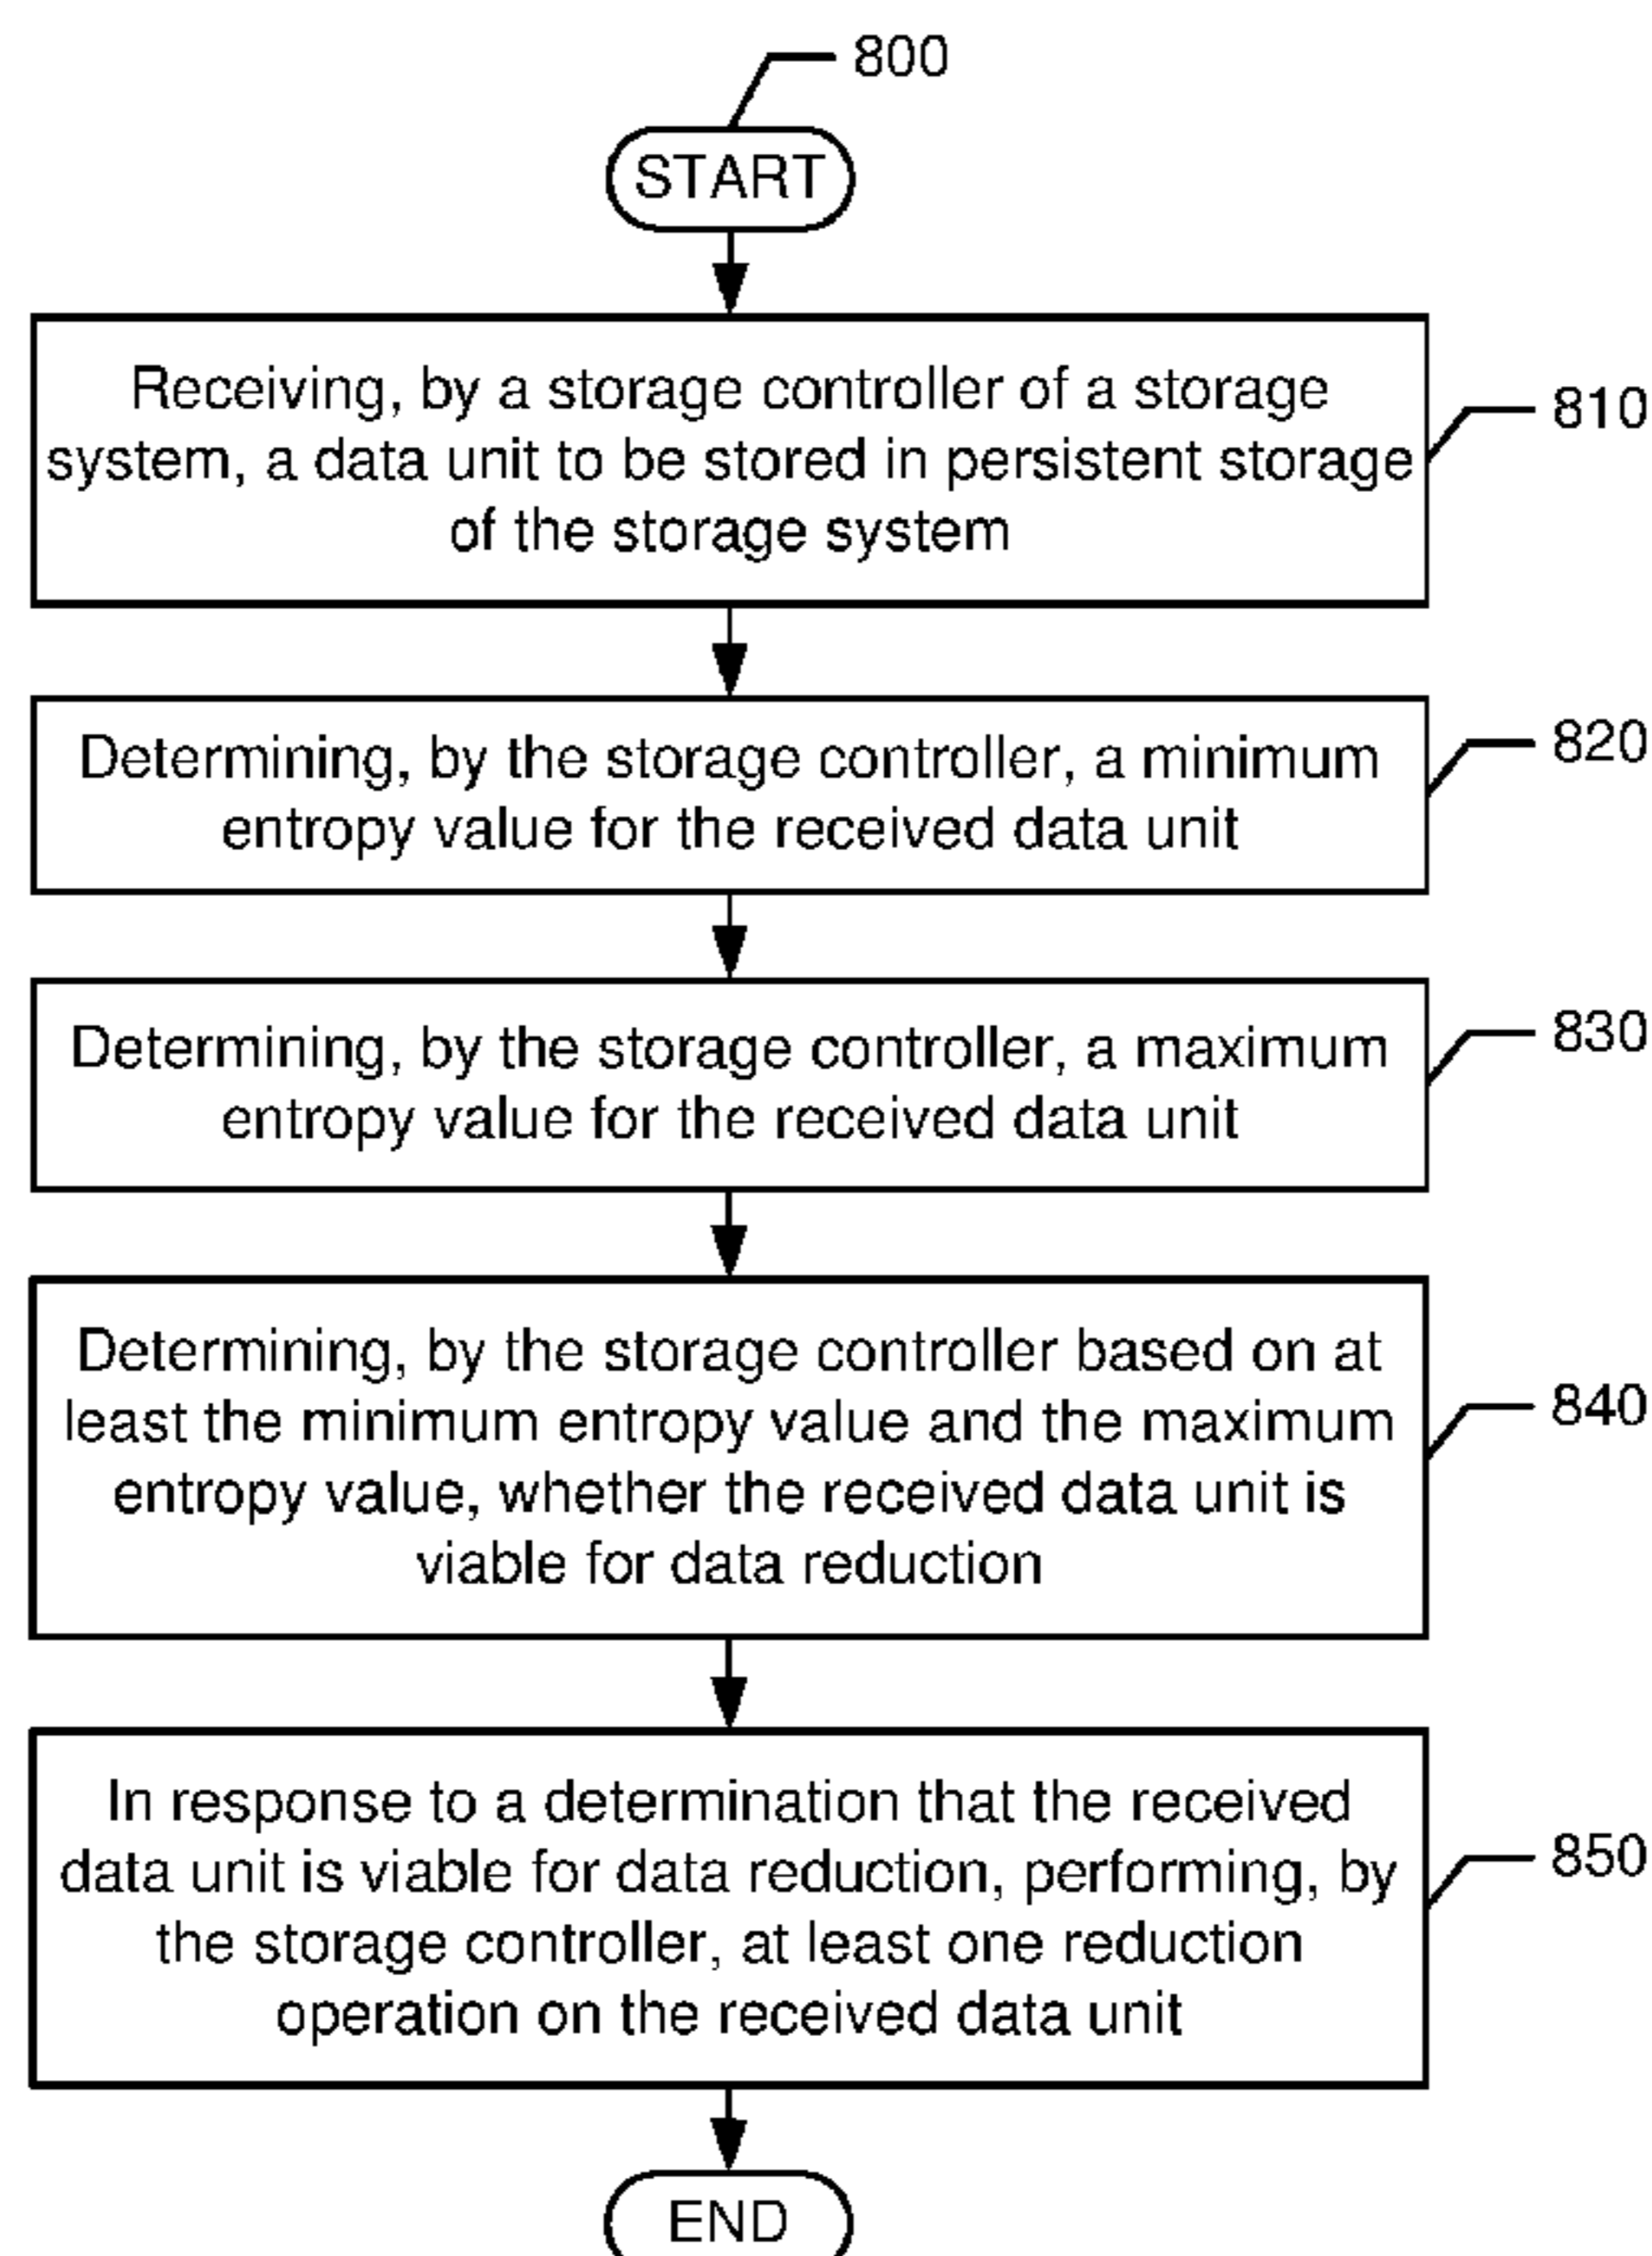 800
START
Receiving, by a storage controller of a storage
system, a data unit to be stored in persistent storage
of the storage system
810
Determining, by the storage controller, a minimum
entropy value for the received data unit
820
Determining, by the storage controller, a maximum
entropy value for the received data unit
830
Determining, by the storage controller based on at
least the minimum entropy value and the maximum
entropy value, whether the received data unit is
viable for data reduction
840
In response to a determination that the received
data unit is viable for data reduction, performing, by
the storage controller, at least one reduction
operation on the received data unit
850
END